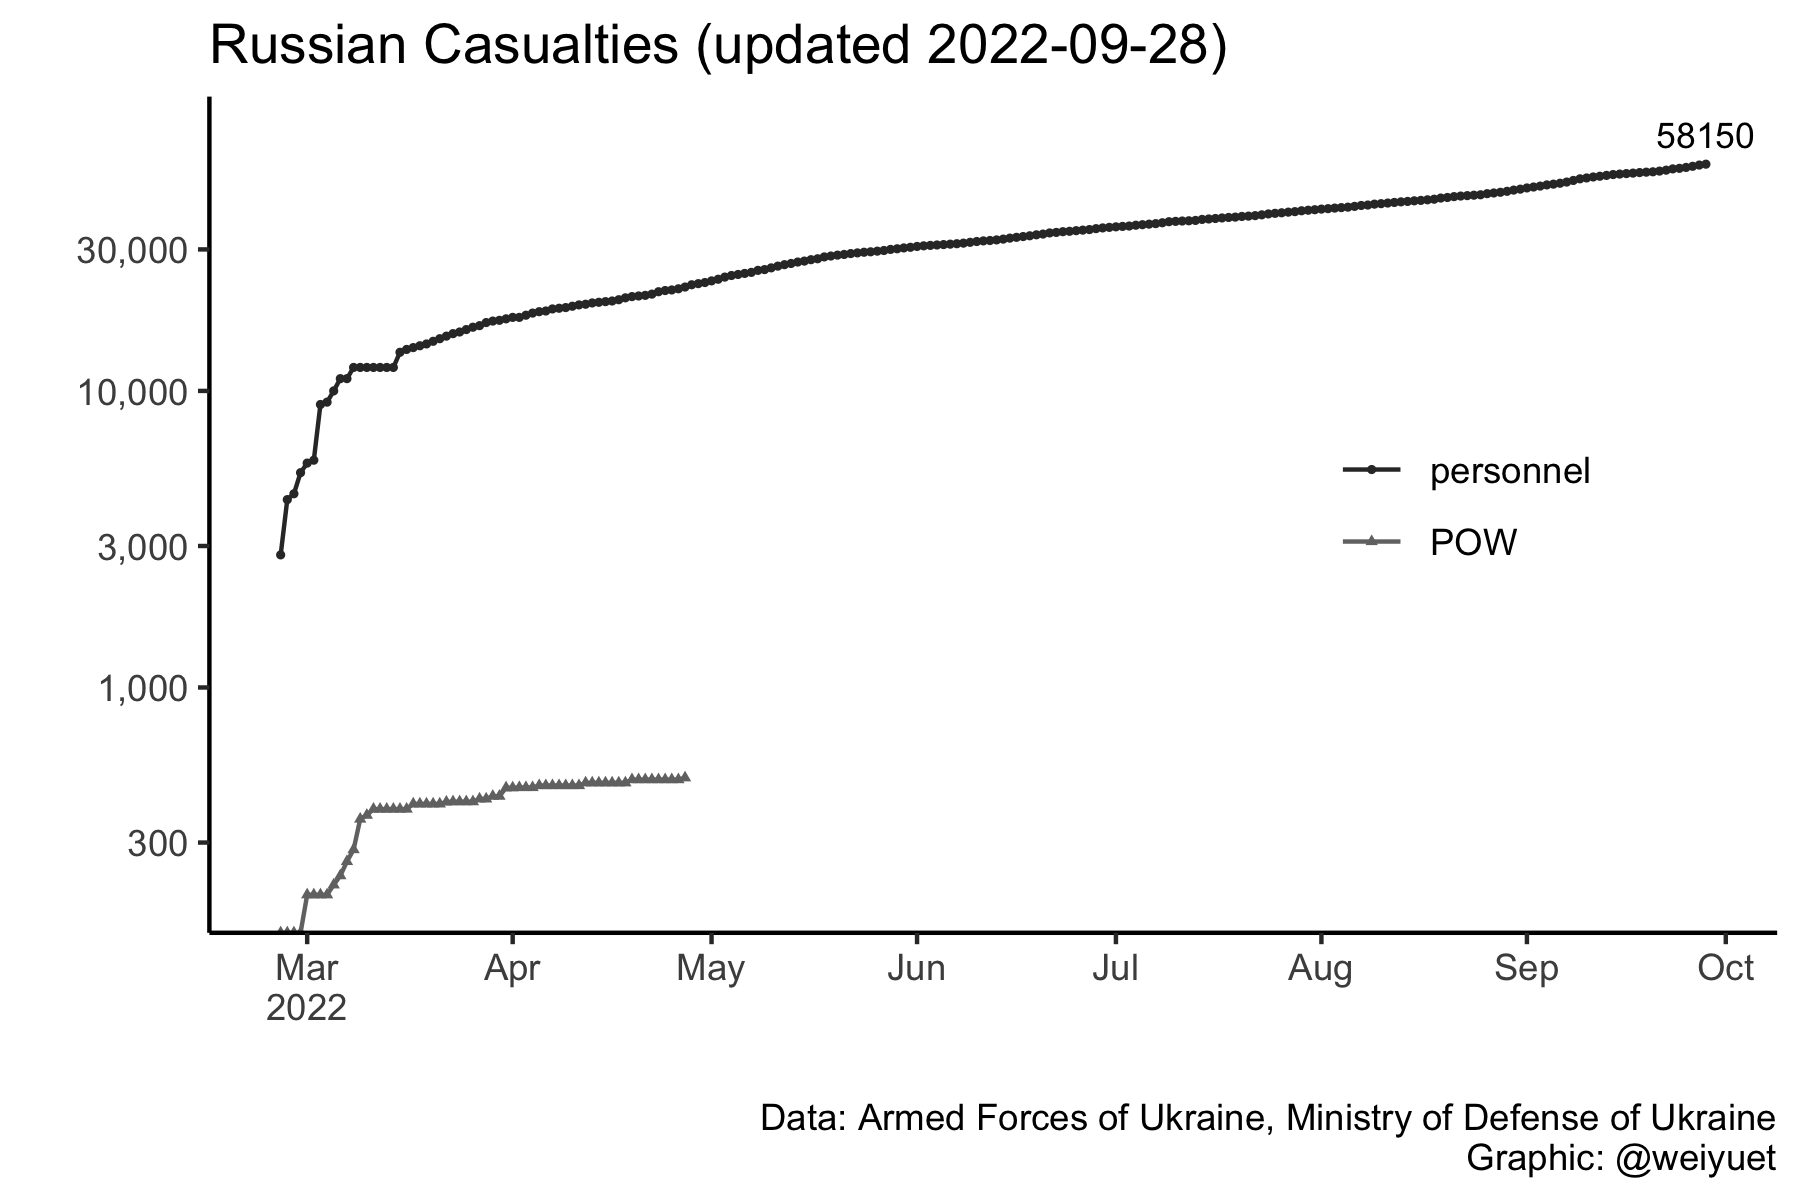 Russian Casualties (updated 2022-09-28)
58150
30,000
10,000
3,000
1,000
300
personnel
POW
Mar Apr May Jun Jul Aug Sep Oct
2022
Data: Armed Forces of Ukraine, Ministry of Defense of Ukraine
Graphic: @weiyuet